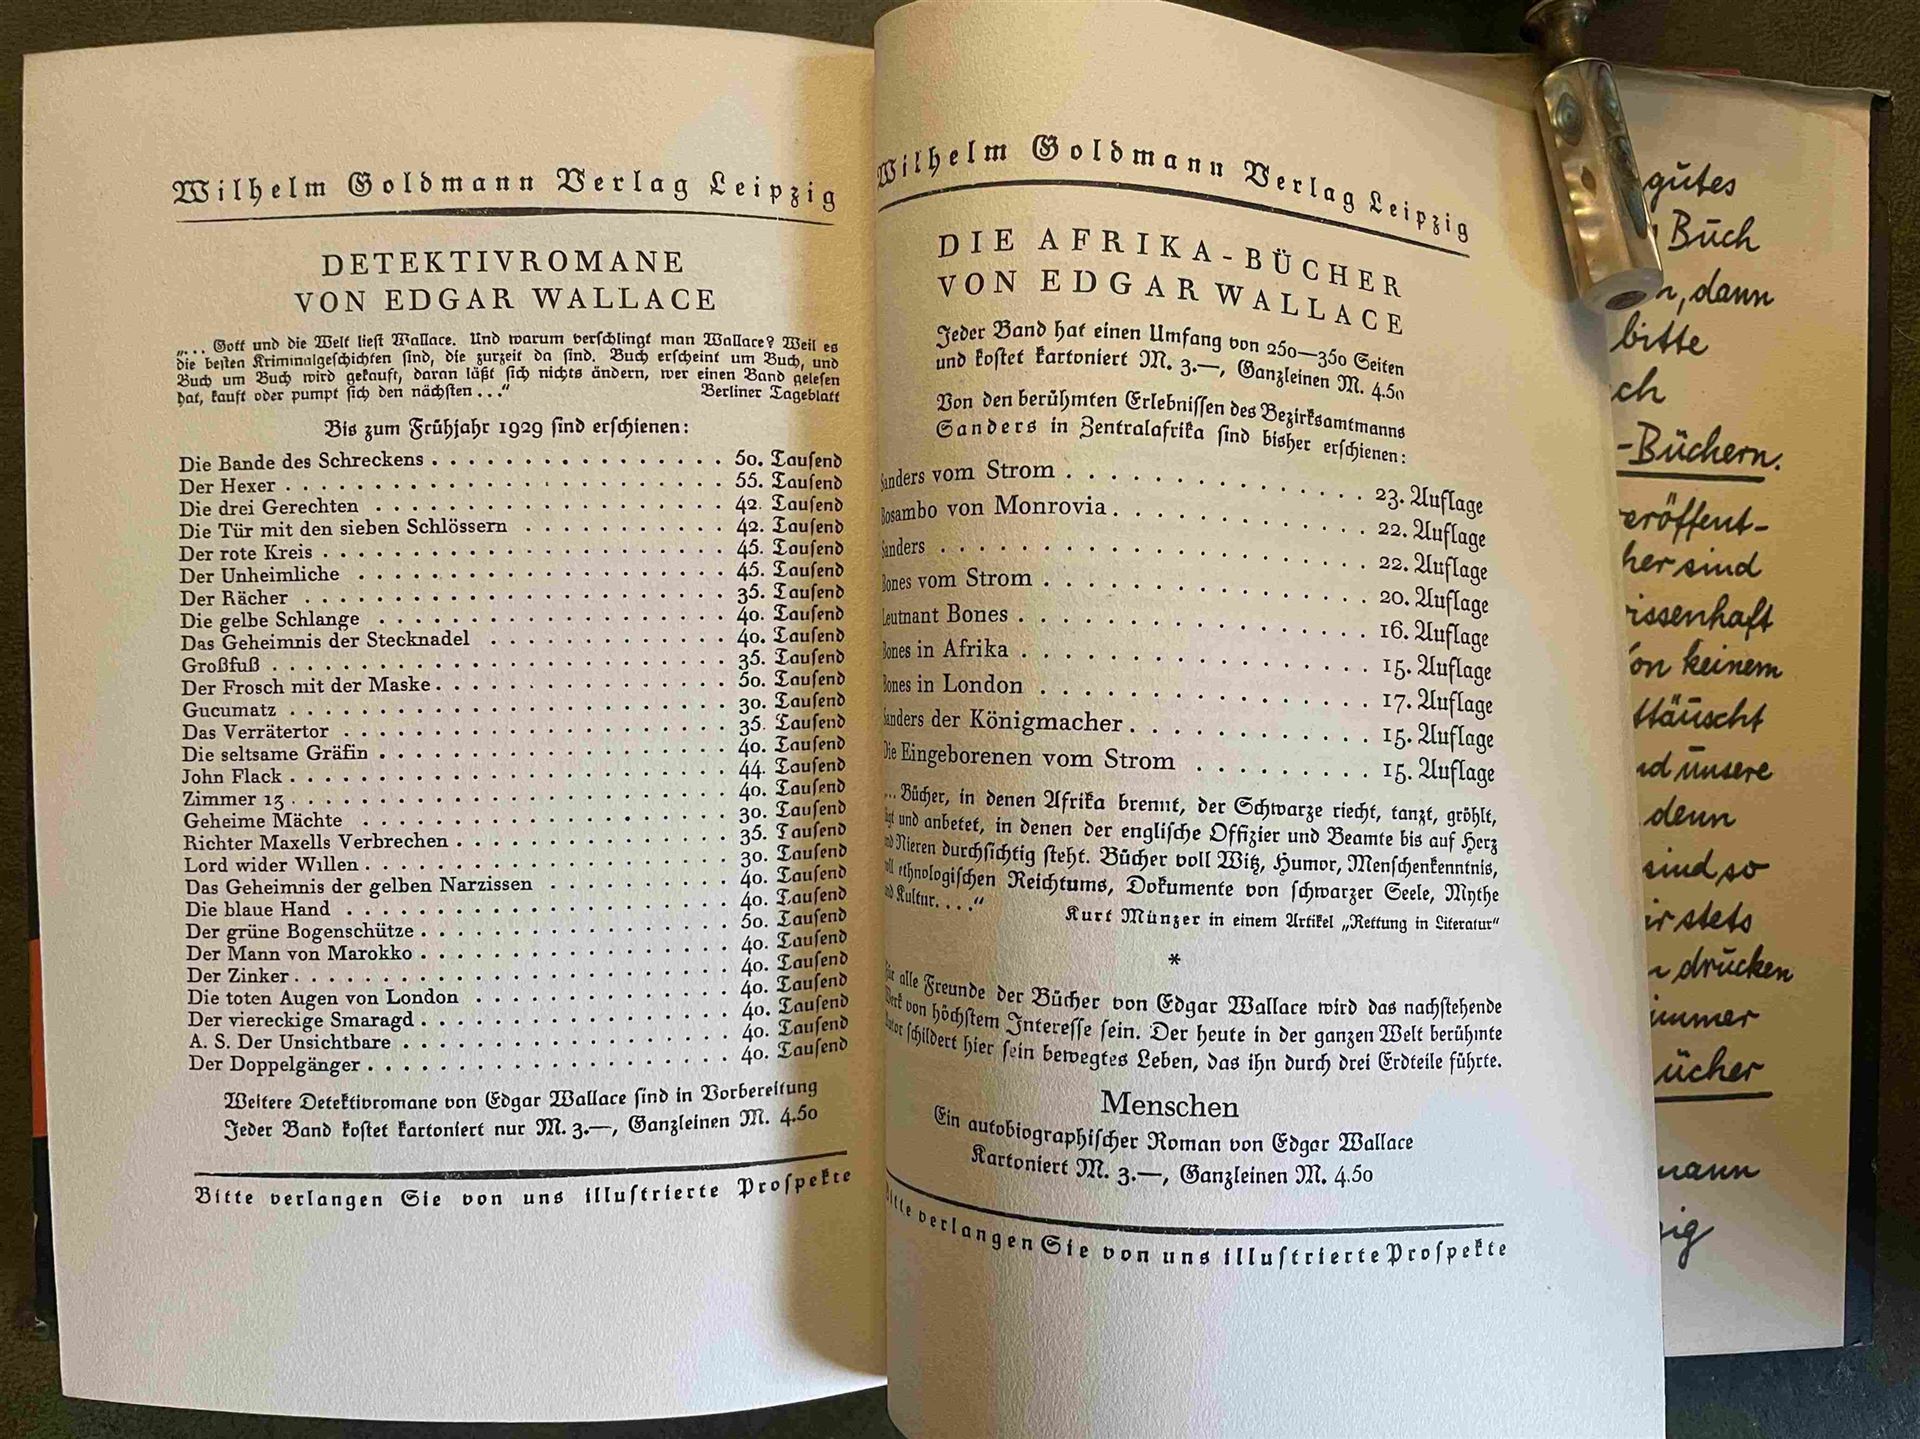 Wilhelm Goldmann Verlag Leipzig
DETEKTIVROMANE
VON EDGAR WALLACE
„... Gott und die Welt liest Wallace. Und warum verschlingt man Wallace? Weil es
die besten Kriminalgeschichten sind, die zurzeit da sind. Buch erscheint um Buch, und
Buch um Buch wird gekauft, daran läßt sich nichts ändern, wer einen Band gelesen
hat, kauft oder pumpt sich den nächsten ...“ Berliner Tageblatt
Bis zum Frühjahr 1929 sind erschienen:
Die Bande des Schreckens . . . . . . . . . . . . . . . . 50. Tausend
Der Hexer . . . . . . . . . . . . . . . . 55. Tausend
Die drei Gerechten . . . . . . . . . . . . . . . . 42. Tausend
Die Tür mit den sieben Schlössern . . . . . . . . . . 42. Tausend
Der rote Kreis . . . . . . . . . . . . . . . . 45. Tausend
Der Unheimliche . . . . . . . . . . . . . . . . 45. Tausend
Der Rächer . . . . . . . . . . . . . . . . 35. Tausend
Die gelbe Schlange . . . . . . . . . . . . . . . . 40. Tausend
Das Geheimnis der Stecknadel . . . . . . . . . . . . 40. Tausend
Großfuß . . . . . . . . . . . . . . . . 35. Tausend
Der Frosch mit der Maske . . . . . . . . . . . . . . 50. Tausend
Gucumatz . . . . . . . . . . . . . . . . 30. Tausend
Das Verrätertor . . . . . . . . . . . . . . . . 35. Tausend
Die seltsame Gräfin . . . . . . . . . . . . . . . . 40. Tausend
John Flack . . . . . . . . . . . . . . . . 44. Tausend
Zimmer 13 . . . . . . . . . . . . . . . . 40. Tausend
Geheime Mächte . . . . . . . . . . . . . . . . 30. Tausend
Richter Maxells Verbrechen . . . . . . . . . . . . . 35. Tausend
Lord wider Willen . . . . . . . . . . . . . . . . 30. Tausend
Das Geheimnis der gelben Narzissen . . . . . . . . . . 40. Tausend
Die blaue Hand . . . . . . . . . . . . . . . . 40. Tausend
Der grüne Bogenschütze . . . . . . . . . . . . . . 50. Tausend
Der Mann von Marokko . . . . . . . . . . . . . . 40. Tausend
Der Zinker . . . . . . . . . . . . . . . . 40. Tausend
Die toten Augen von London . . . . . . . . . . . . 40. Tausend
Der viereckige Smaragd . . . . . . . . . . . . . . 40. Tausend
A. S. Der Unsichtbare . . . . . . . . . . . . . . 40. Tausend
Der Doppelgänger . . . . . . . . . . . . . . . . 40. Tausend
Weitere Detektivromane von Edgar Wallace sind in Vorbereitung
Jeder Band kostet kartoniert nur M. 3.—, Ganzleinen M. 4.50
Bitte verlangen Sie von uns illustrierte Prospekte
Wilhelm Goldmann Verlag Leipzig
DIE AFRIKA-BÜCHER
VON EDGAR WALLACE
Jeder Band hat einen Umfang von 250—350 Seiten
und kostet kartoniert M. 3.—, Ganzleinen M. 4.50
Von den berühmten Erlebnissen des Bezirksamtmanns
Sanders in Zentralafrika sind bisher erschienen:
Sanders vom Strom . . . . . . . . . . . . 23. Auflage
Bosambo von Monrovia . . . . . . . . . . . 22. Auflage
Sanders . . . . . . . . . . . . . . . . 22. Auflage
Bones vom Strom . . . . . . . . . . . . . 20. Auflage
Leutnant Bones . . . . . . . . . . . . . . 16. Auflage
Bones in Afrika . . . . . . . . . . . . . . 15. Auflage
Bones in London . . . . . . . . . . . . . 17. Auflage
Sanders der Königmacher . . . . . . . . . . 15. Auflage
Die Eingeborenen vom Strom . . . . . . . . . 15. Auflage
... Bücher, in denen Afrika brennt, der Schwarze riecht, tanzt, gröhlt,
und anbetet, in denen der englische Offizier und Beamte bis auf Herz
und Nieren durchsichtig steht. Bücher voll Witz, Humor, Menschenkenntnis,
voll ethnologischen Reichtums, Dokumente von schwarzer Seele, Mythe
und Kultur. . . .“ Kurt Münzer in einem Artikel „Rettung in Literatur“
*
Für alle Freunde der Bücher von Edgar Wallace wird das nachstehende
Werk von höchstem Interesse sein. Der heute in der ganzen Welt berühmte
Autor schildert hier sein bewegtes Leben, das ihn durch drei Erdteile führte.
Menschen
Ein autobiographischer Roman von Edgar Wallace
Kartoniert M. 3.—, Ganzleinen M. 4.50
Bitte verlangen Sie von uns illustrierte Prospekte
gutes
Buch
dann
bitte
-Büchern.
eröffent-
her sind
issenhaft
von keinem
ttäuscht
nd unsere
denn
sind so
ir stets
drucken
immer
ücher
mann
zig